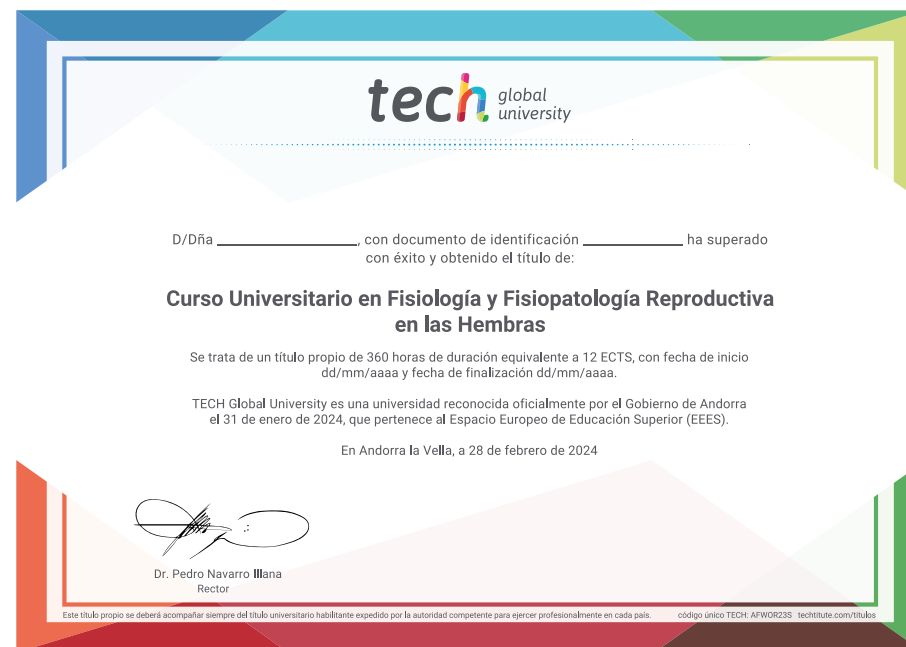 tech global university
D/Dña ________________, con documento de identificación ____________ ha superado
con éxito y obtenido el título de:
Curso Universitario en Fisiología y Fisiopatología Reproductiva
en las Hembras
Se trata de un título propio de 360 horas de duración equivalente a 12 ECTS, con fecha de inicio
dd/mm/aaaa y fecha de finalización dd/mm/aaaa.
TECH Global University es una universidad reconocida oficialmente por el Gobierno de Andorra
el 31 de enero de 2024, que pertenece al Espacio Europeo de Educación Superior (EEES).
En Andorra la Vella, a 28 de febrero de 2024
Dr. Pedro Navarro Illana
Rector
Este título propio se deberá acompañar siempre del título universitario habilitante expedido por la autoridad competente para ejercer profesionalmente en cada país. código único TECH: AFWOR23S techtitute.com/titulos